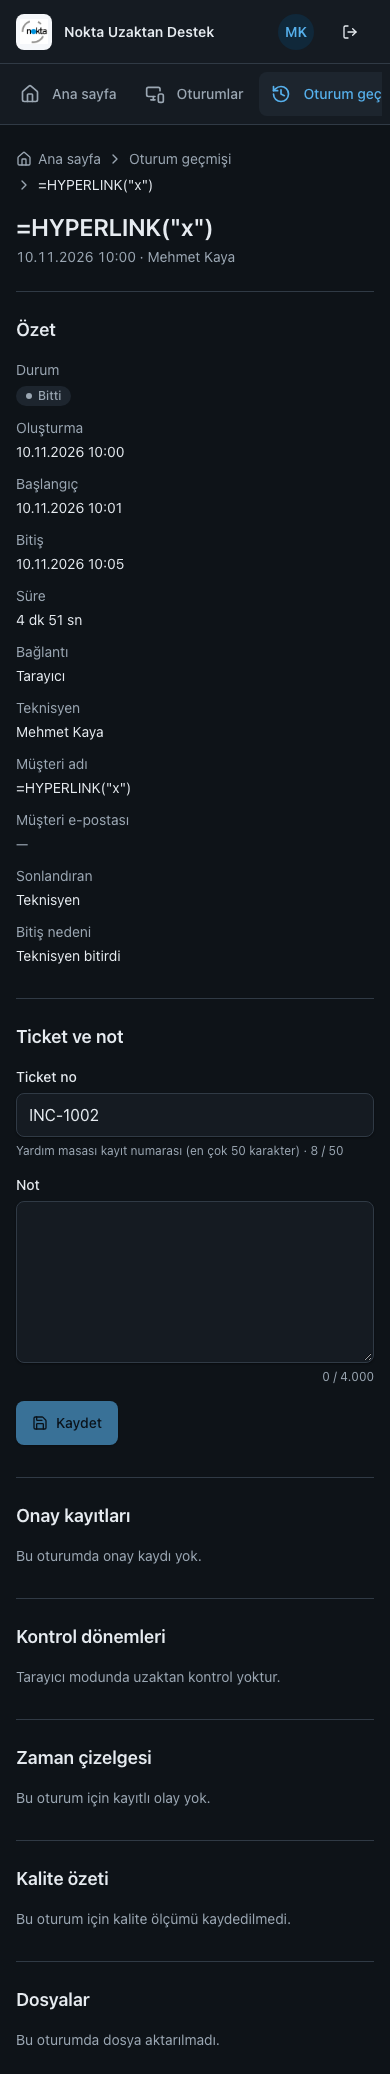 nokta
Nokta Uzaktan Destek
MK
Ana sayfa
Oturumlar
Oturum geç
Ana sayfa > Oturum geçmişi
> =HYPERLINK("x")
=HYPERLINK("x")
10.11.2026 10:00 · Mehmet Kaya
Özet
Durum
Bitti
Oluşturma
10.11.2026 10:00
Başlangıç
10.11.2026 10:01
Bitiş
10.11.2026 10:05
Süre
4 dk 51 sn
Bağlantı
Tarayıcı
Teknisyen
Mehmet Kaya
Müşteri adı
=HYPERLINK("x")
Müşteri e-postası
—
Sonlandıran
Teknisyen
Bitiş nedeni
Teknisyen bitirdi
Ticket ve not
Ticket no
INC-1002
Yardım masası kayıt numarası (en çok 50 karakter) · 8 / 50
Not
0 / 4.000
Kaydet
Onay kayıtları
Bu oturumda onay kaydı yok.
Kontrol dönemleri
Tarayıcı modunda uzaktan kontrol yoktur.
Zaman çizelgesi
Bu oturum için kayıtlı olay yok.
Kalite özeti
Bu oturum için kalite ölçümü kaydedilmedi.
Dosyalar
Bu oturumda dosya aktarılmadı.